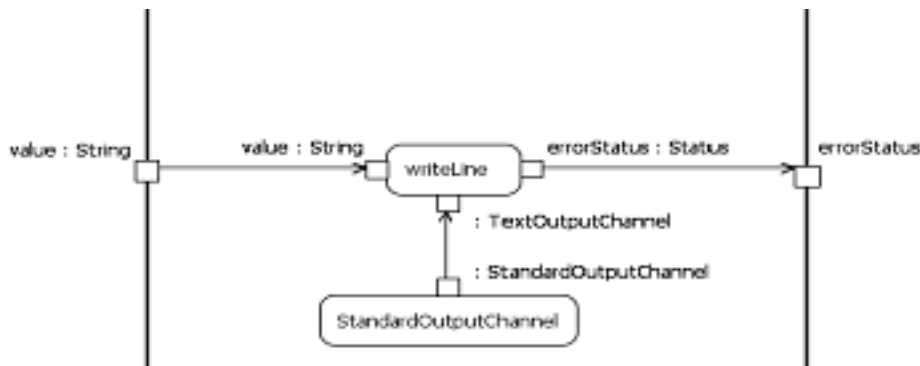 value : String
value : String
errorStatus : Status
errorStatus
writeLine
: TextOutputChannel
: StandardOutputChannel
StandardOutputChannel